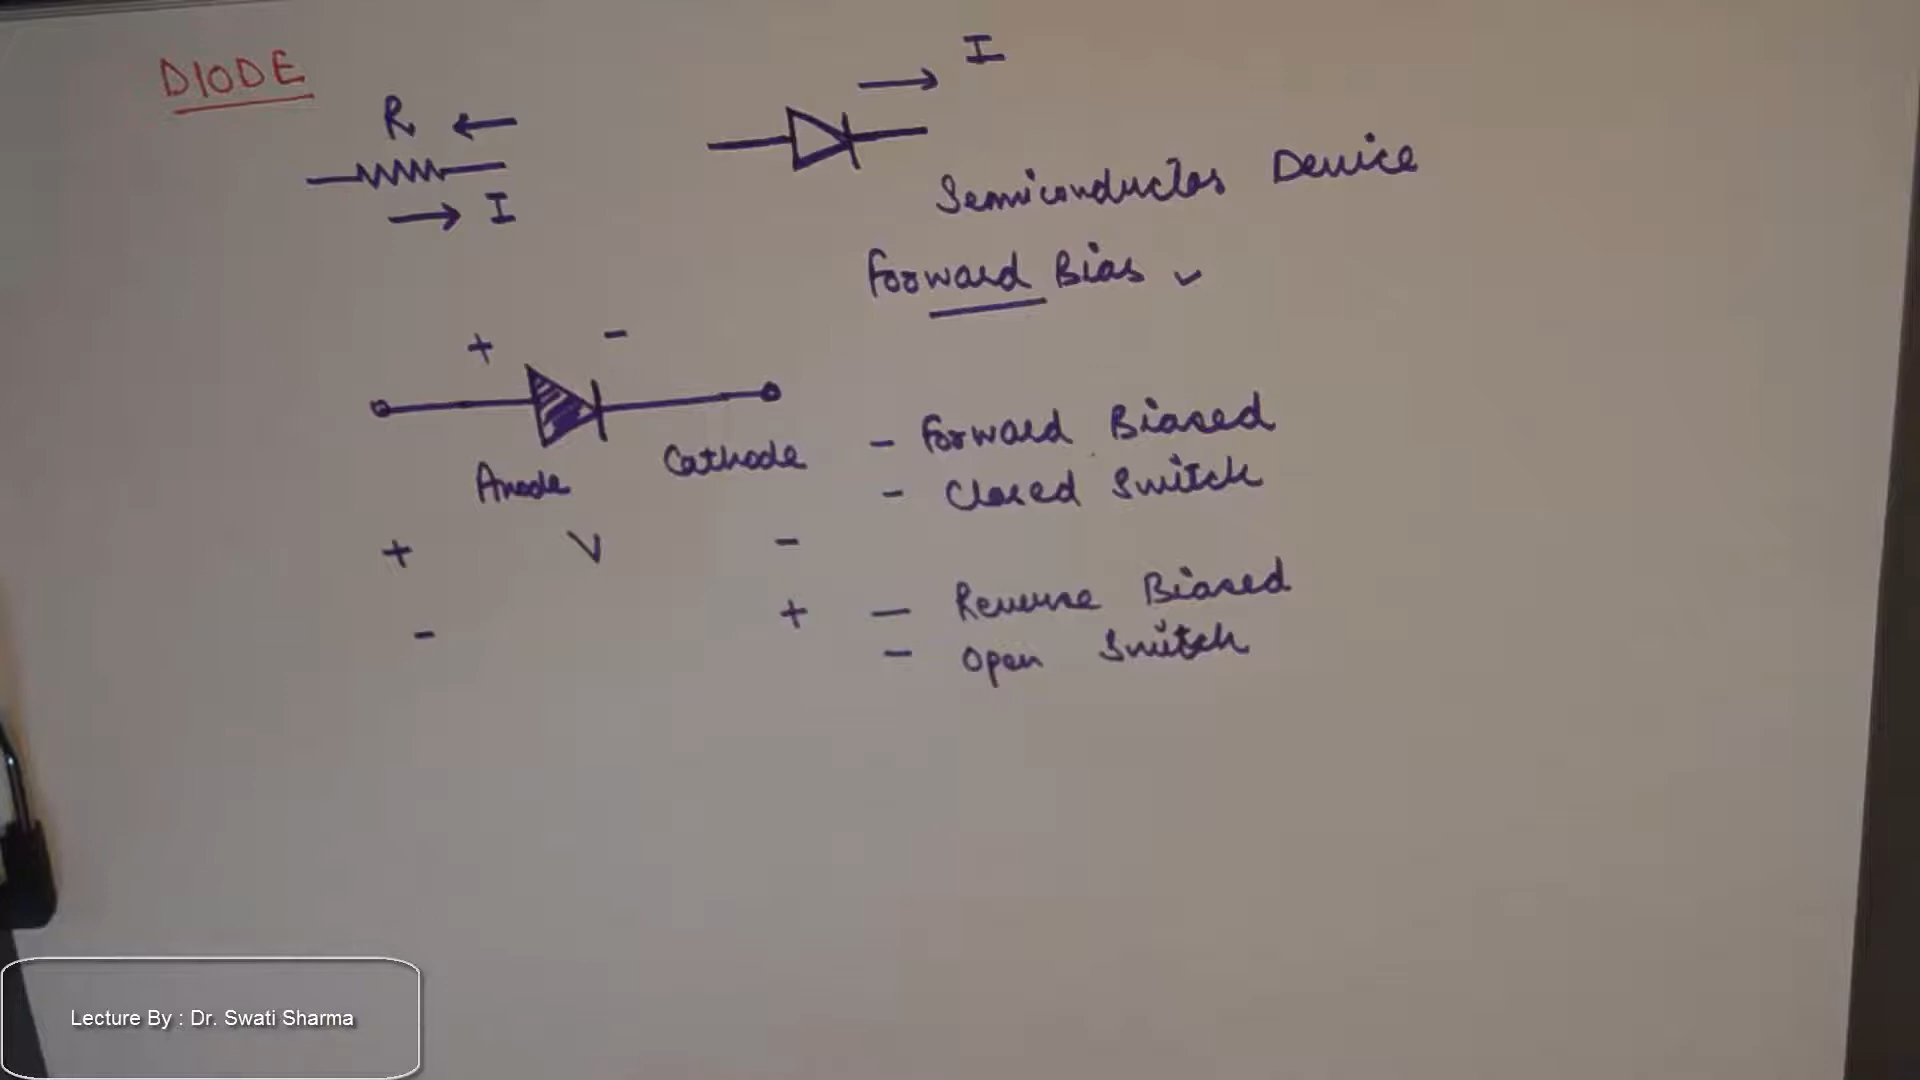 DIODE
I
R
I
Semiconductor Device
Forward Bias ✓
+ -
Anode Cathode - Forward Biased
- Closed Switch
+ V -
- + — Reverse Biased
- Open Switch
Lecture By : Dr. Swati Sharma